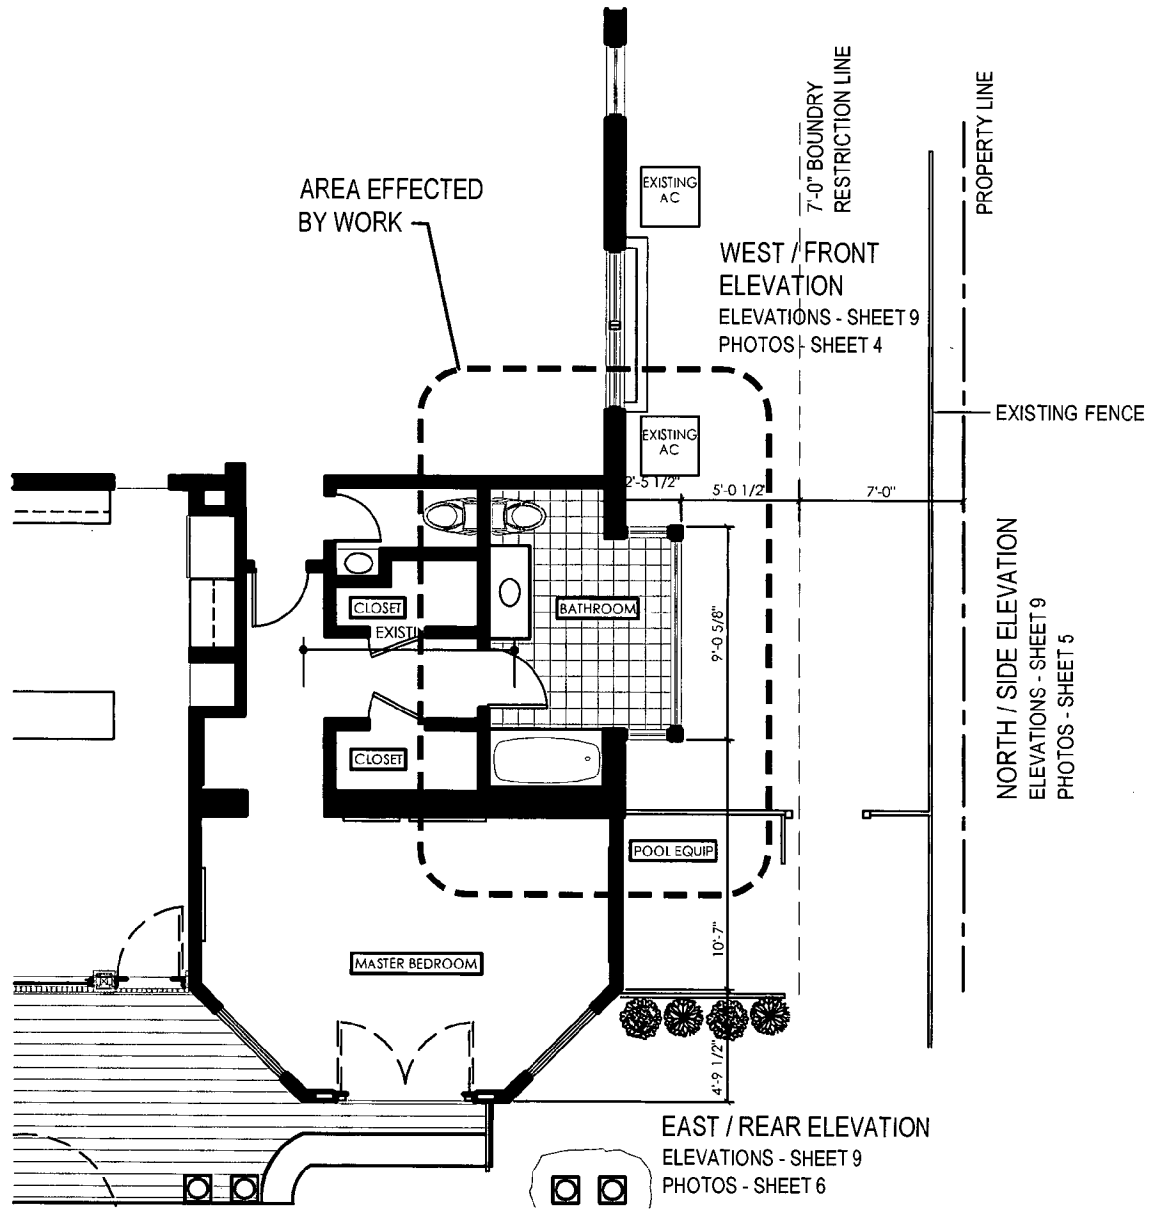 7'-0" BOUNDRY
RESTRICTION LINE
PROPERTY LINE
AREA EFFECTED
BY WORK
EXISTING
AC
WEST / FRONT
ELEVATION
ELEVATIONS - SHEET 9
PHOTOS - SHEET 4
EXISTING FENCE
EXISTING
AC
2'-5 1/2"
5'-0 1/2"
7'-0"
NORTH / SIDE ELEVATION
ELEVATIONS - SHEET 9
PHOTOS - SHEET 5
CLOSET
BATHROOM
EXISTI
9'-0 5/8"
CLOSET
POOL EQUIP
10'-7"
MASTER BEDROOM
4'-9 1/2"
EAST / REAR ELEVATION
ELEVATIONS - SHEET 9
PHOTOS - SHEET 6